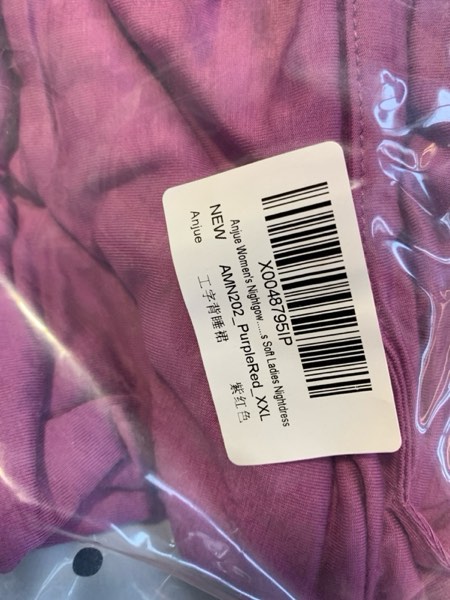 X0048795IP
Anjue Women's Nightgow.....s Soft Ladies Nightdress
NEW AMN202_PurpleRed_XXL
Anjue 工字背睡裙 紫红色